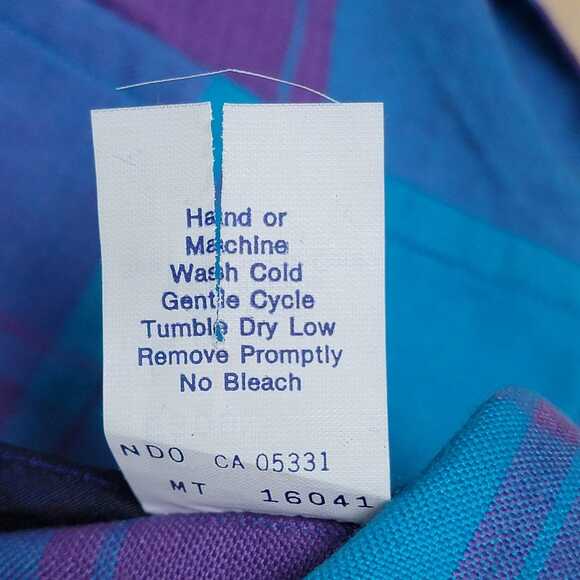 Hand or
Machine
Wash Cold
Gentle Cycle
Tumble Dry Low
Remove Promptly
No Bleach
NDO CA 05331
MT 16041